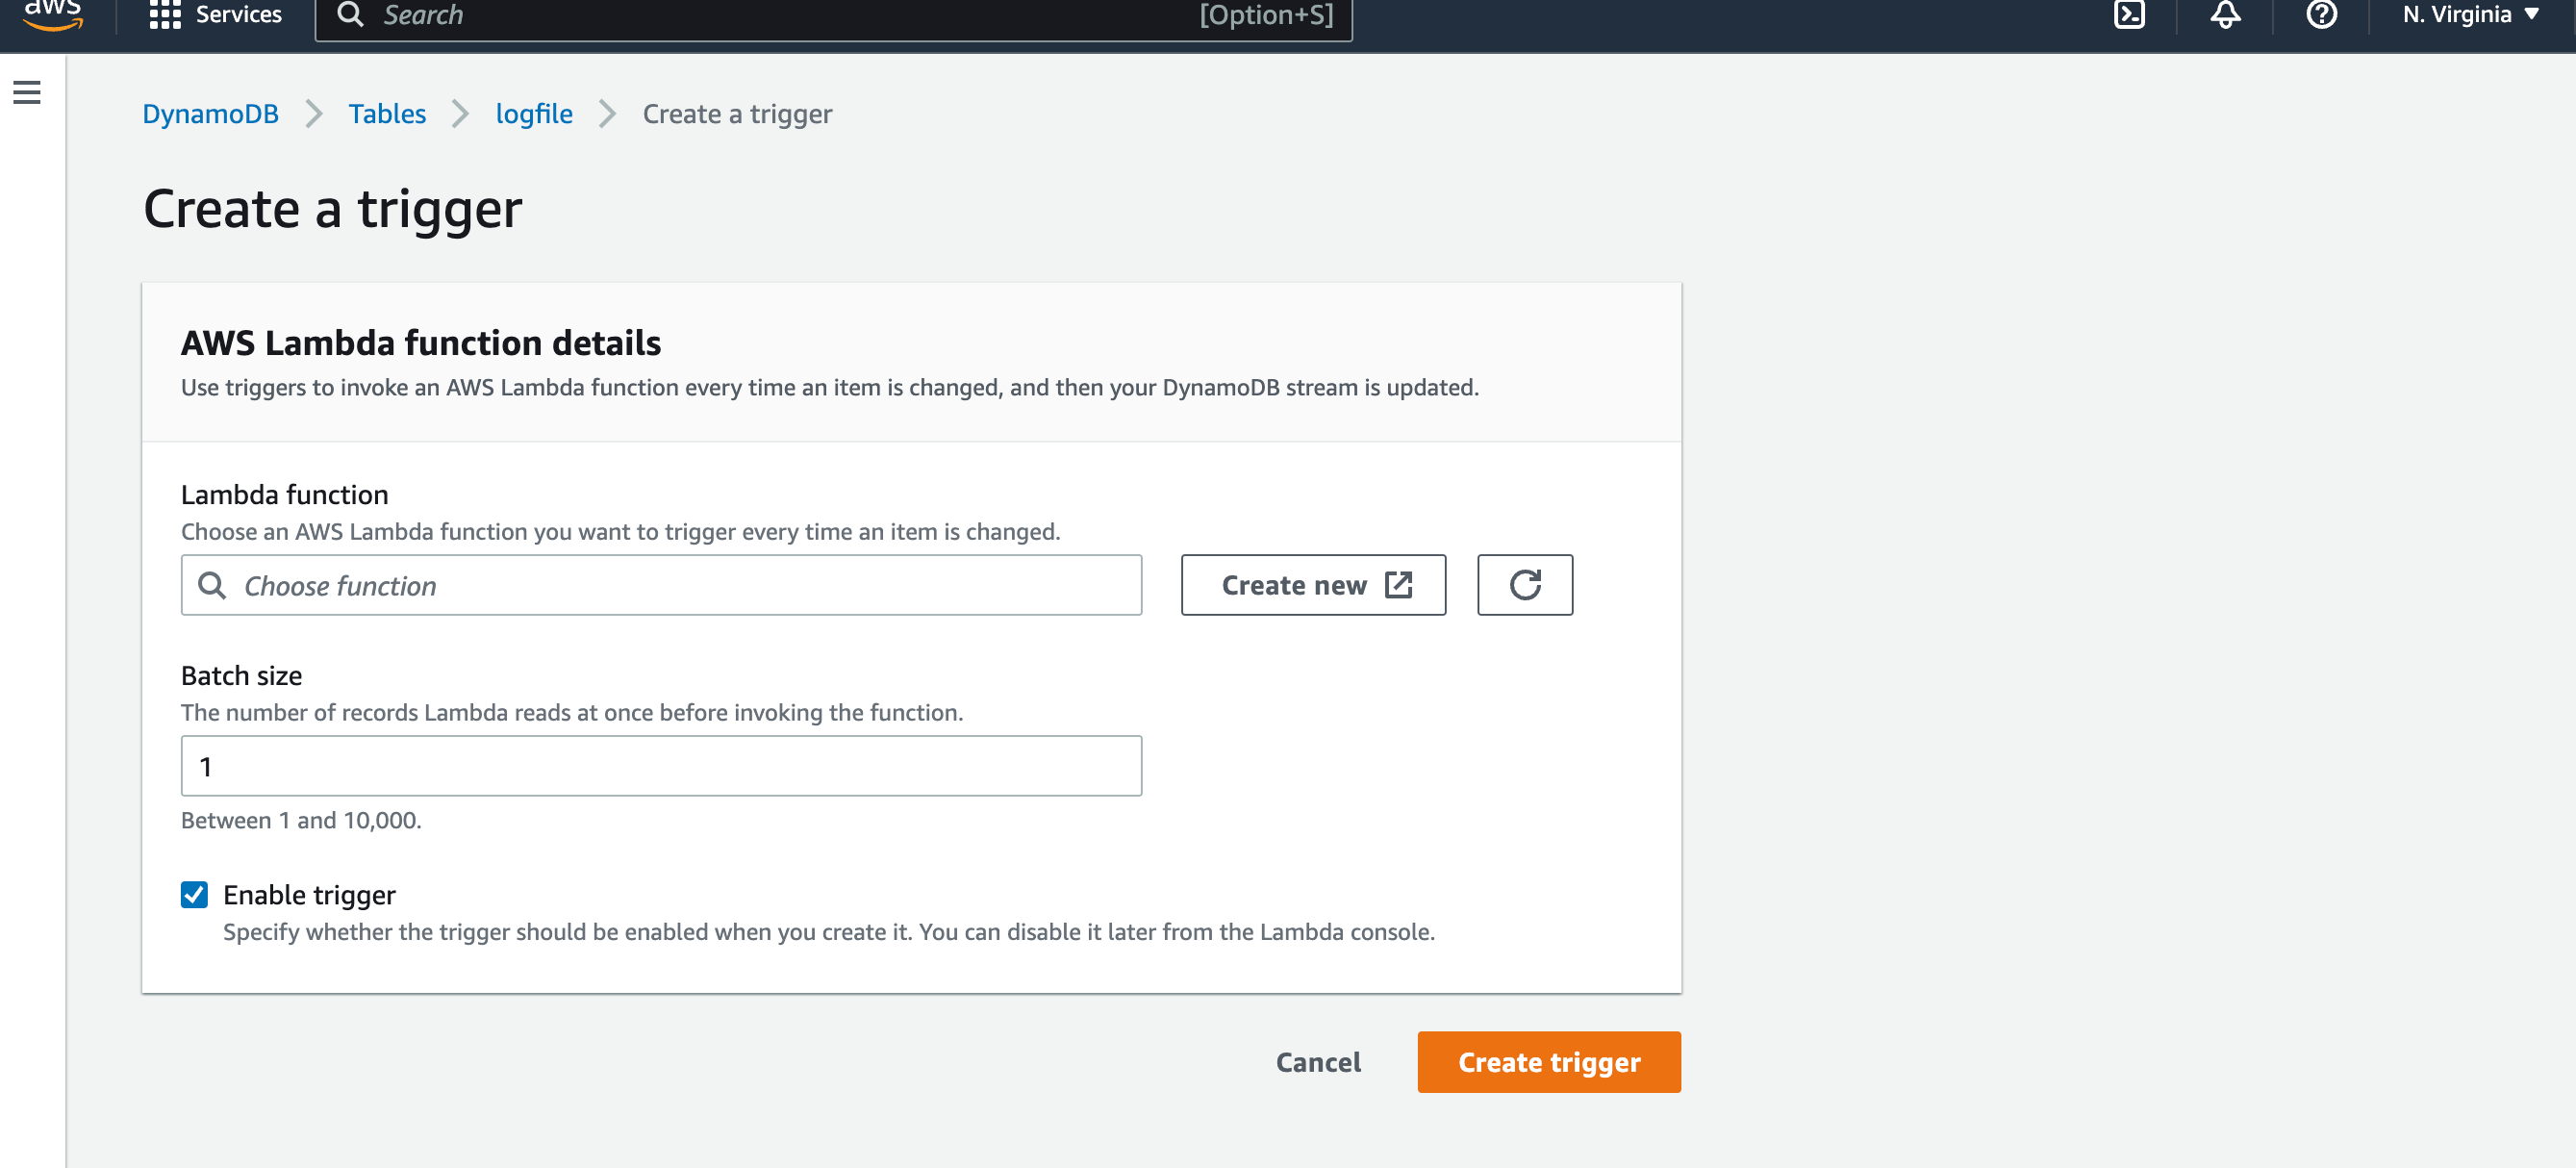 aws Services Search [Option+S] N. Virginia
DynamoDB Tables logfile Create a trigger
Create a trigger
AWS Lambda function details
Use triggers to invoke an AWS Lambda function every time an item is changed, and then your DynamoDB stream is updated.
Lambda function
Choose an AWS Lambda function you want to trigger every time an item is changed.
Choose function Create new
Batch size
The number of records Lambda reads at once before invoking the function.
1
Between 1 and 10,000.
Enable trigger
Specify whether the trigger should be enabled when you create it. You can disable it later from the Lambda console.
Cancel Create trigger